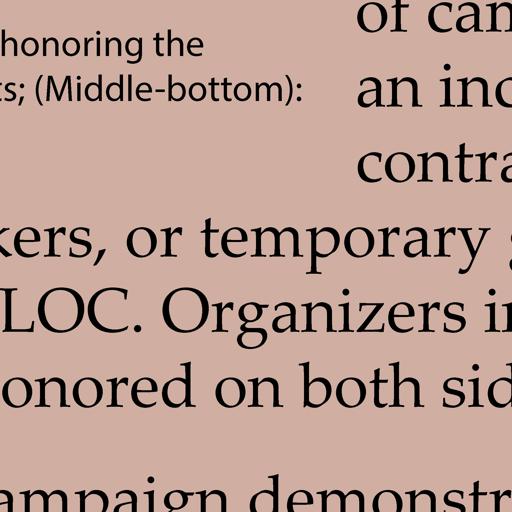 honoring the
ts; (Middle-bottom):
of can
an inc
contra
kers, or temporary g
LOC. Organizers in
onored on both sid
ampaign demonstr